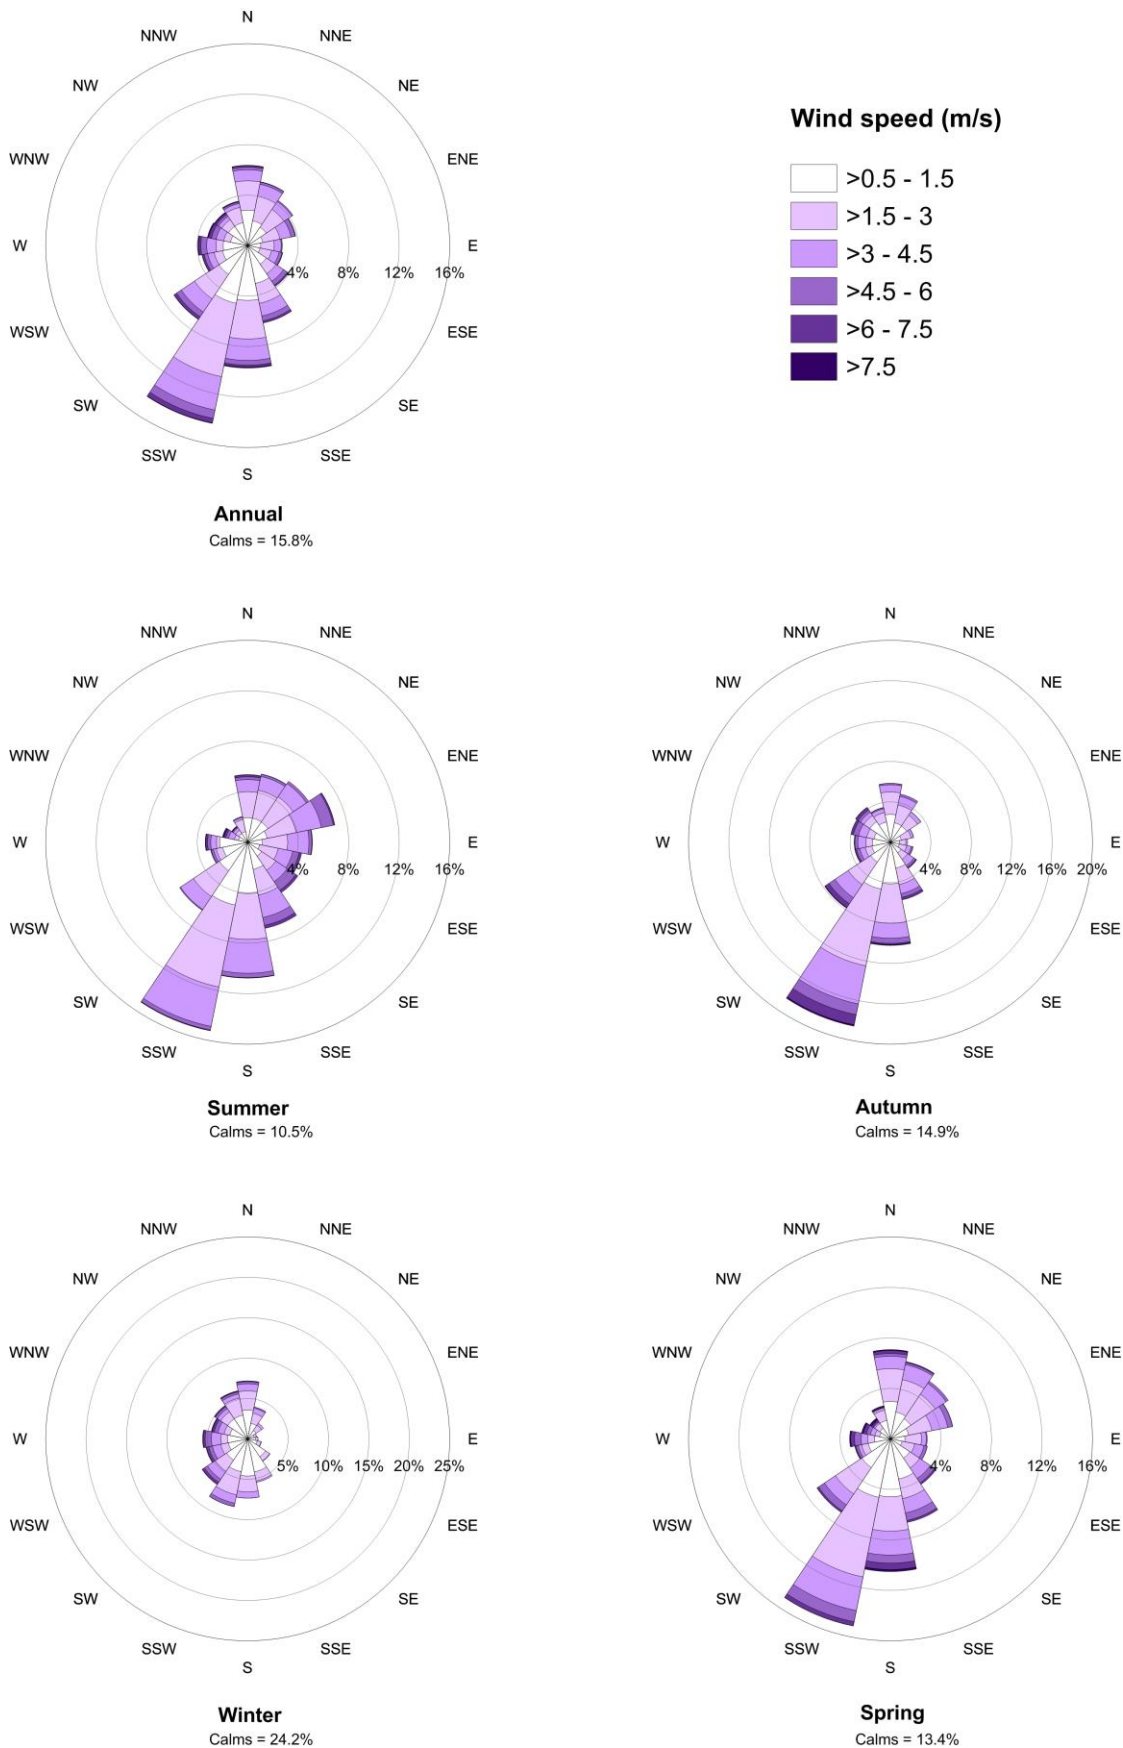 N
NNW
NNE
NW
NE
WNW
ENE
W
E
4%
8%
12%
16%
WSW
ESE
SW
SE
SSW
SSE
S
Annual
Calms = 15.8%
Wind speed (m/s)
>0.5 - 1.5
>1.5 - 3
>3 - 4.5
>4.5 - 6
>6 - 7.5
>7.5
N
NNW
NNE
NW
NE
WNW
ENE
W
E
4%
8%
12%
16%
WSW
ESE
SW
SE
SSW
SSE
S
Summer
Calms = 10.5%
N
NNW
NNE
NW
NE
WNW
ENE
W
E
4%
8%
12%
16%
20%
WSW
ESE
SW
SE
SSW
SSE
S
Autumn
Calms = 14.9%
N
NNW
NNE
NW
NE
WNW
ENE
W
E
5%
10%
15%
20%
25%
WSW
ESE
SW
SE
SSW
SSE
S
Winter
Calms = 24.2%
N
NNW
NNE
NW
NE
WNW
ENE
W
E
4%
8%
12%
16%
WSW
ESE
SW
SE
SSW
SSE
S
Spring
Calms = 13.4%